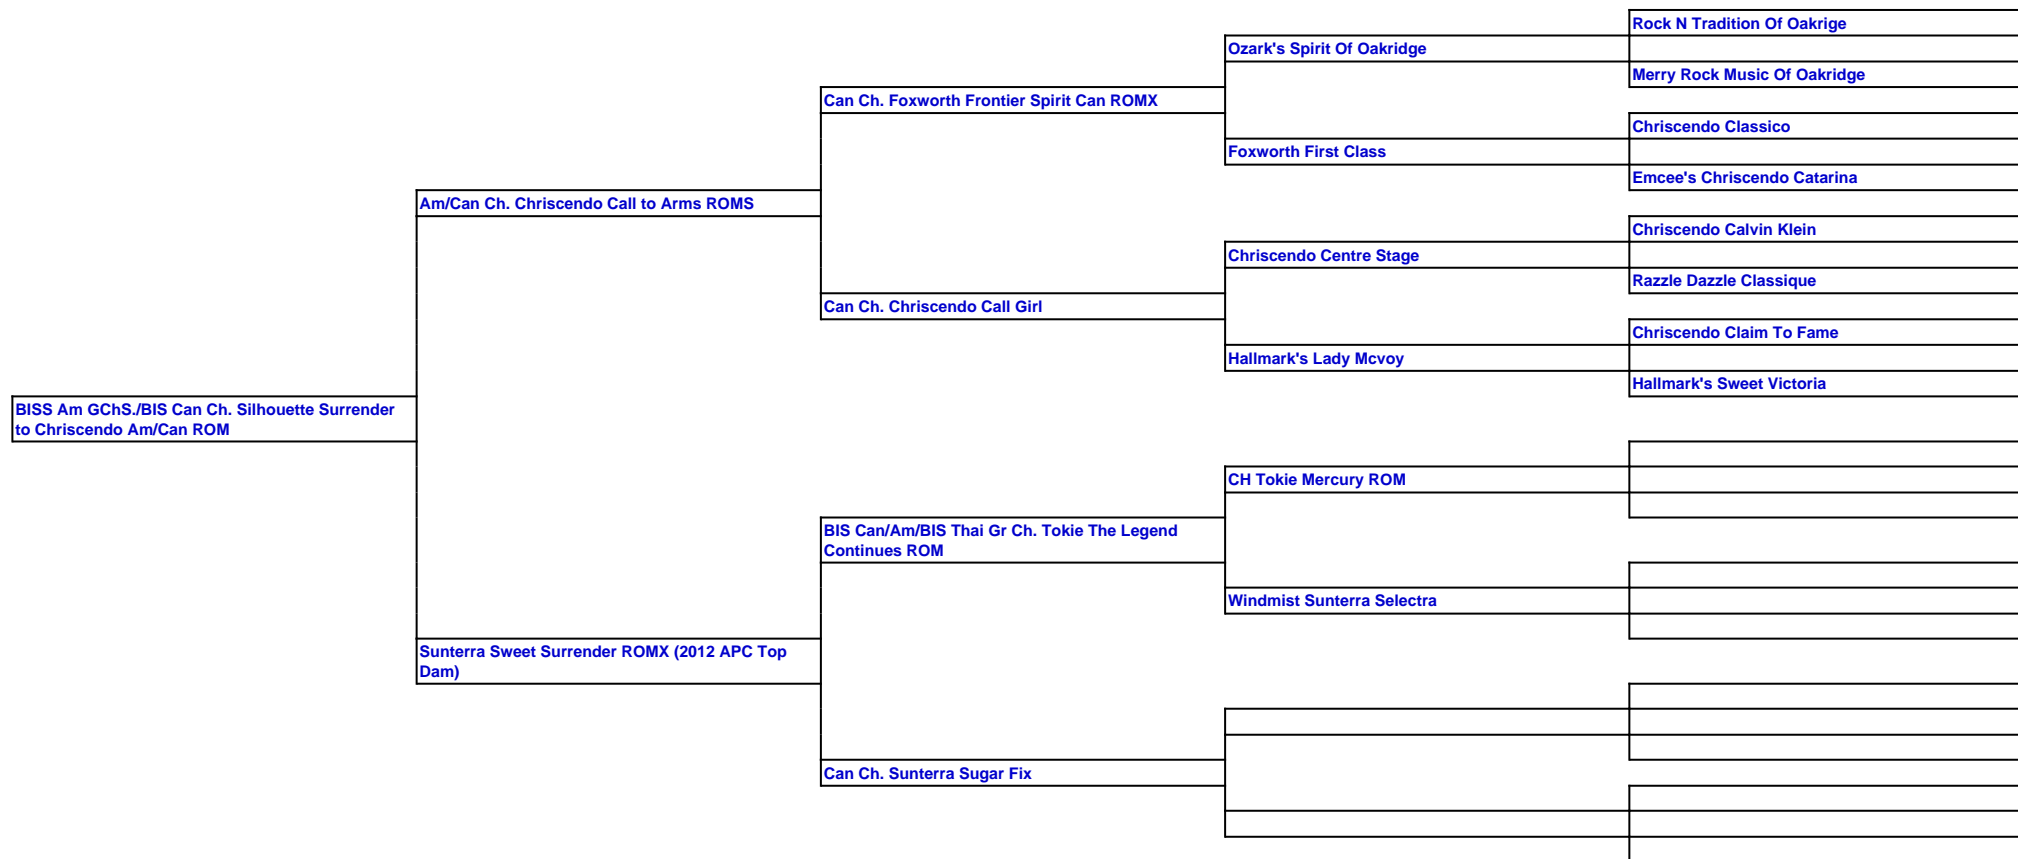 Rock N Tradition Of Oakrige
Ozark's Spirit Of Oakridge
Merry Rock Music Of Oakridge
Can Ch. Foxworth Frontier Spirit Can ROMX
Chriscendo Classico
Foxworth First Class
Emcee's Chriscendo Catarina
Am/Can Ch. Chriscendo Call to Arms ROMS
Chriscendo Calvin Klein
Chriscendo Centre Stage
Razzle Dazzle Classique
Can Ch. Chriscendo Call Girl
Chriscendo Claim To Fame
Hallmark's Lady Mcvoy
Hallmark's Sweet Victoria
BISS Am GChS./BIS Can Ch. Silhouette Surrender
to Chriscendo Am/Can ROM
CH Tokie Mercury ROM
BIS Can/Am/BIS Thai Gr Ch. Tokie The Legend
Continues ROM
Windmist Sunterra Selectra
Sunterra Sweet Surrender ROMX (2012 APC Top
Dam)
Can Ch. Sunterra Sugar Fix